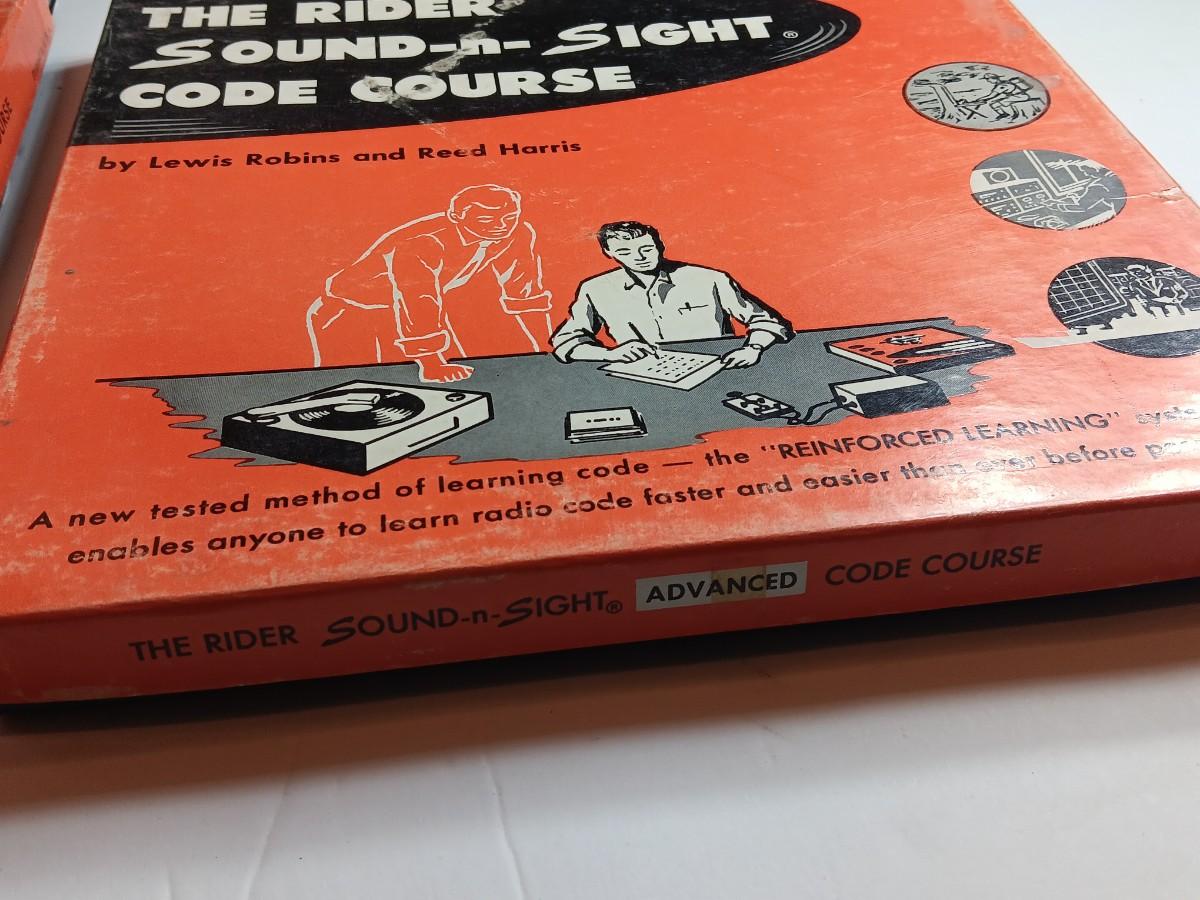 THE RIDER
SOUND-n-SIGHT®
CODE COURSE
by Lewis Robins and Reed Harris
A new tested method of learning code — the "REINFORCED LEARNING"
enables anyone to learn radio code faster and easier than ever before
THE RIDER SOUND-n-SIGHT® ADVANCED CODE COURSE